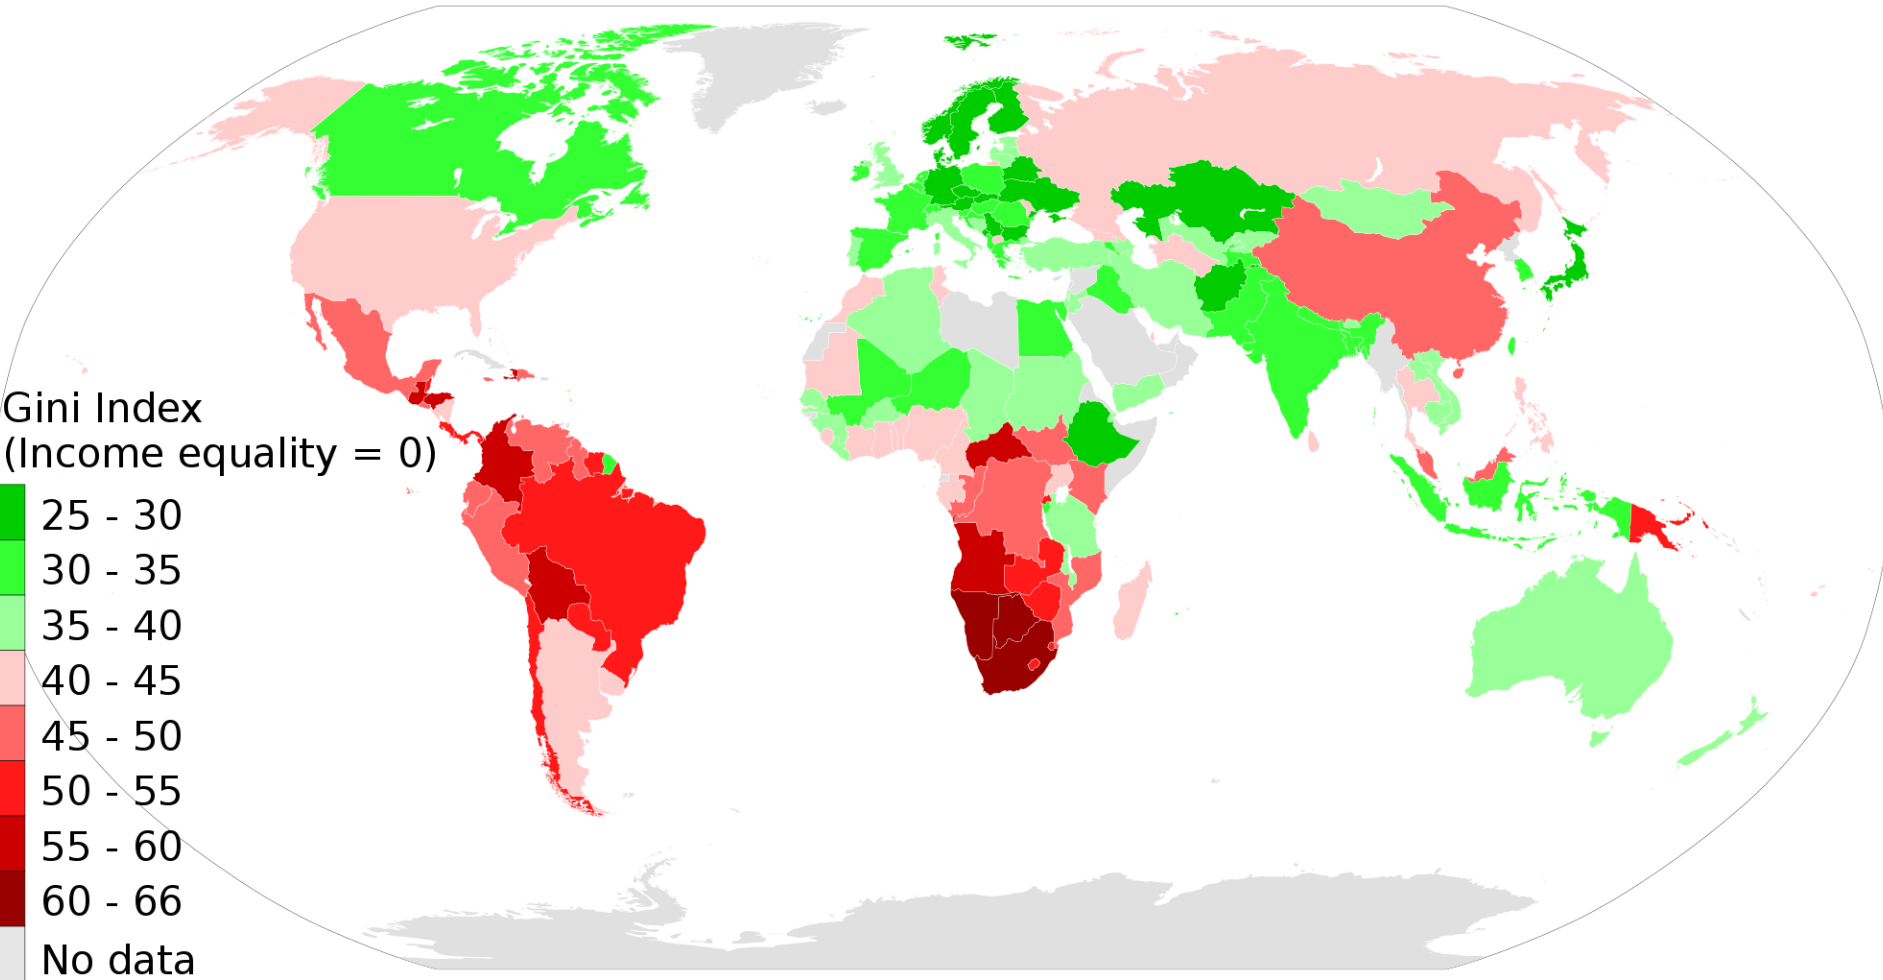 Gini Index
(Income equality = 0)
25 - 30
30 - 35
35 - 40
40 - 45
45 - 50
50 - 55
55 - 60
60 - 66
No data